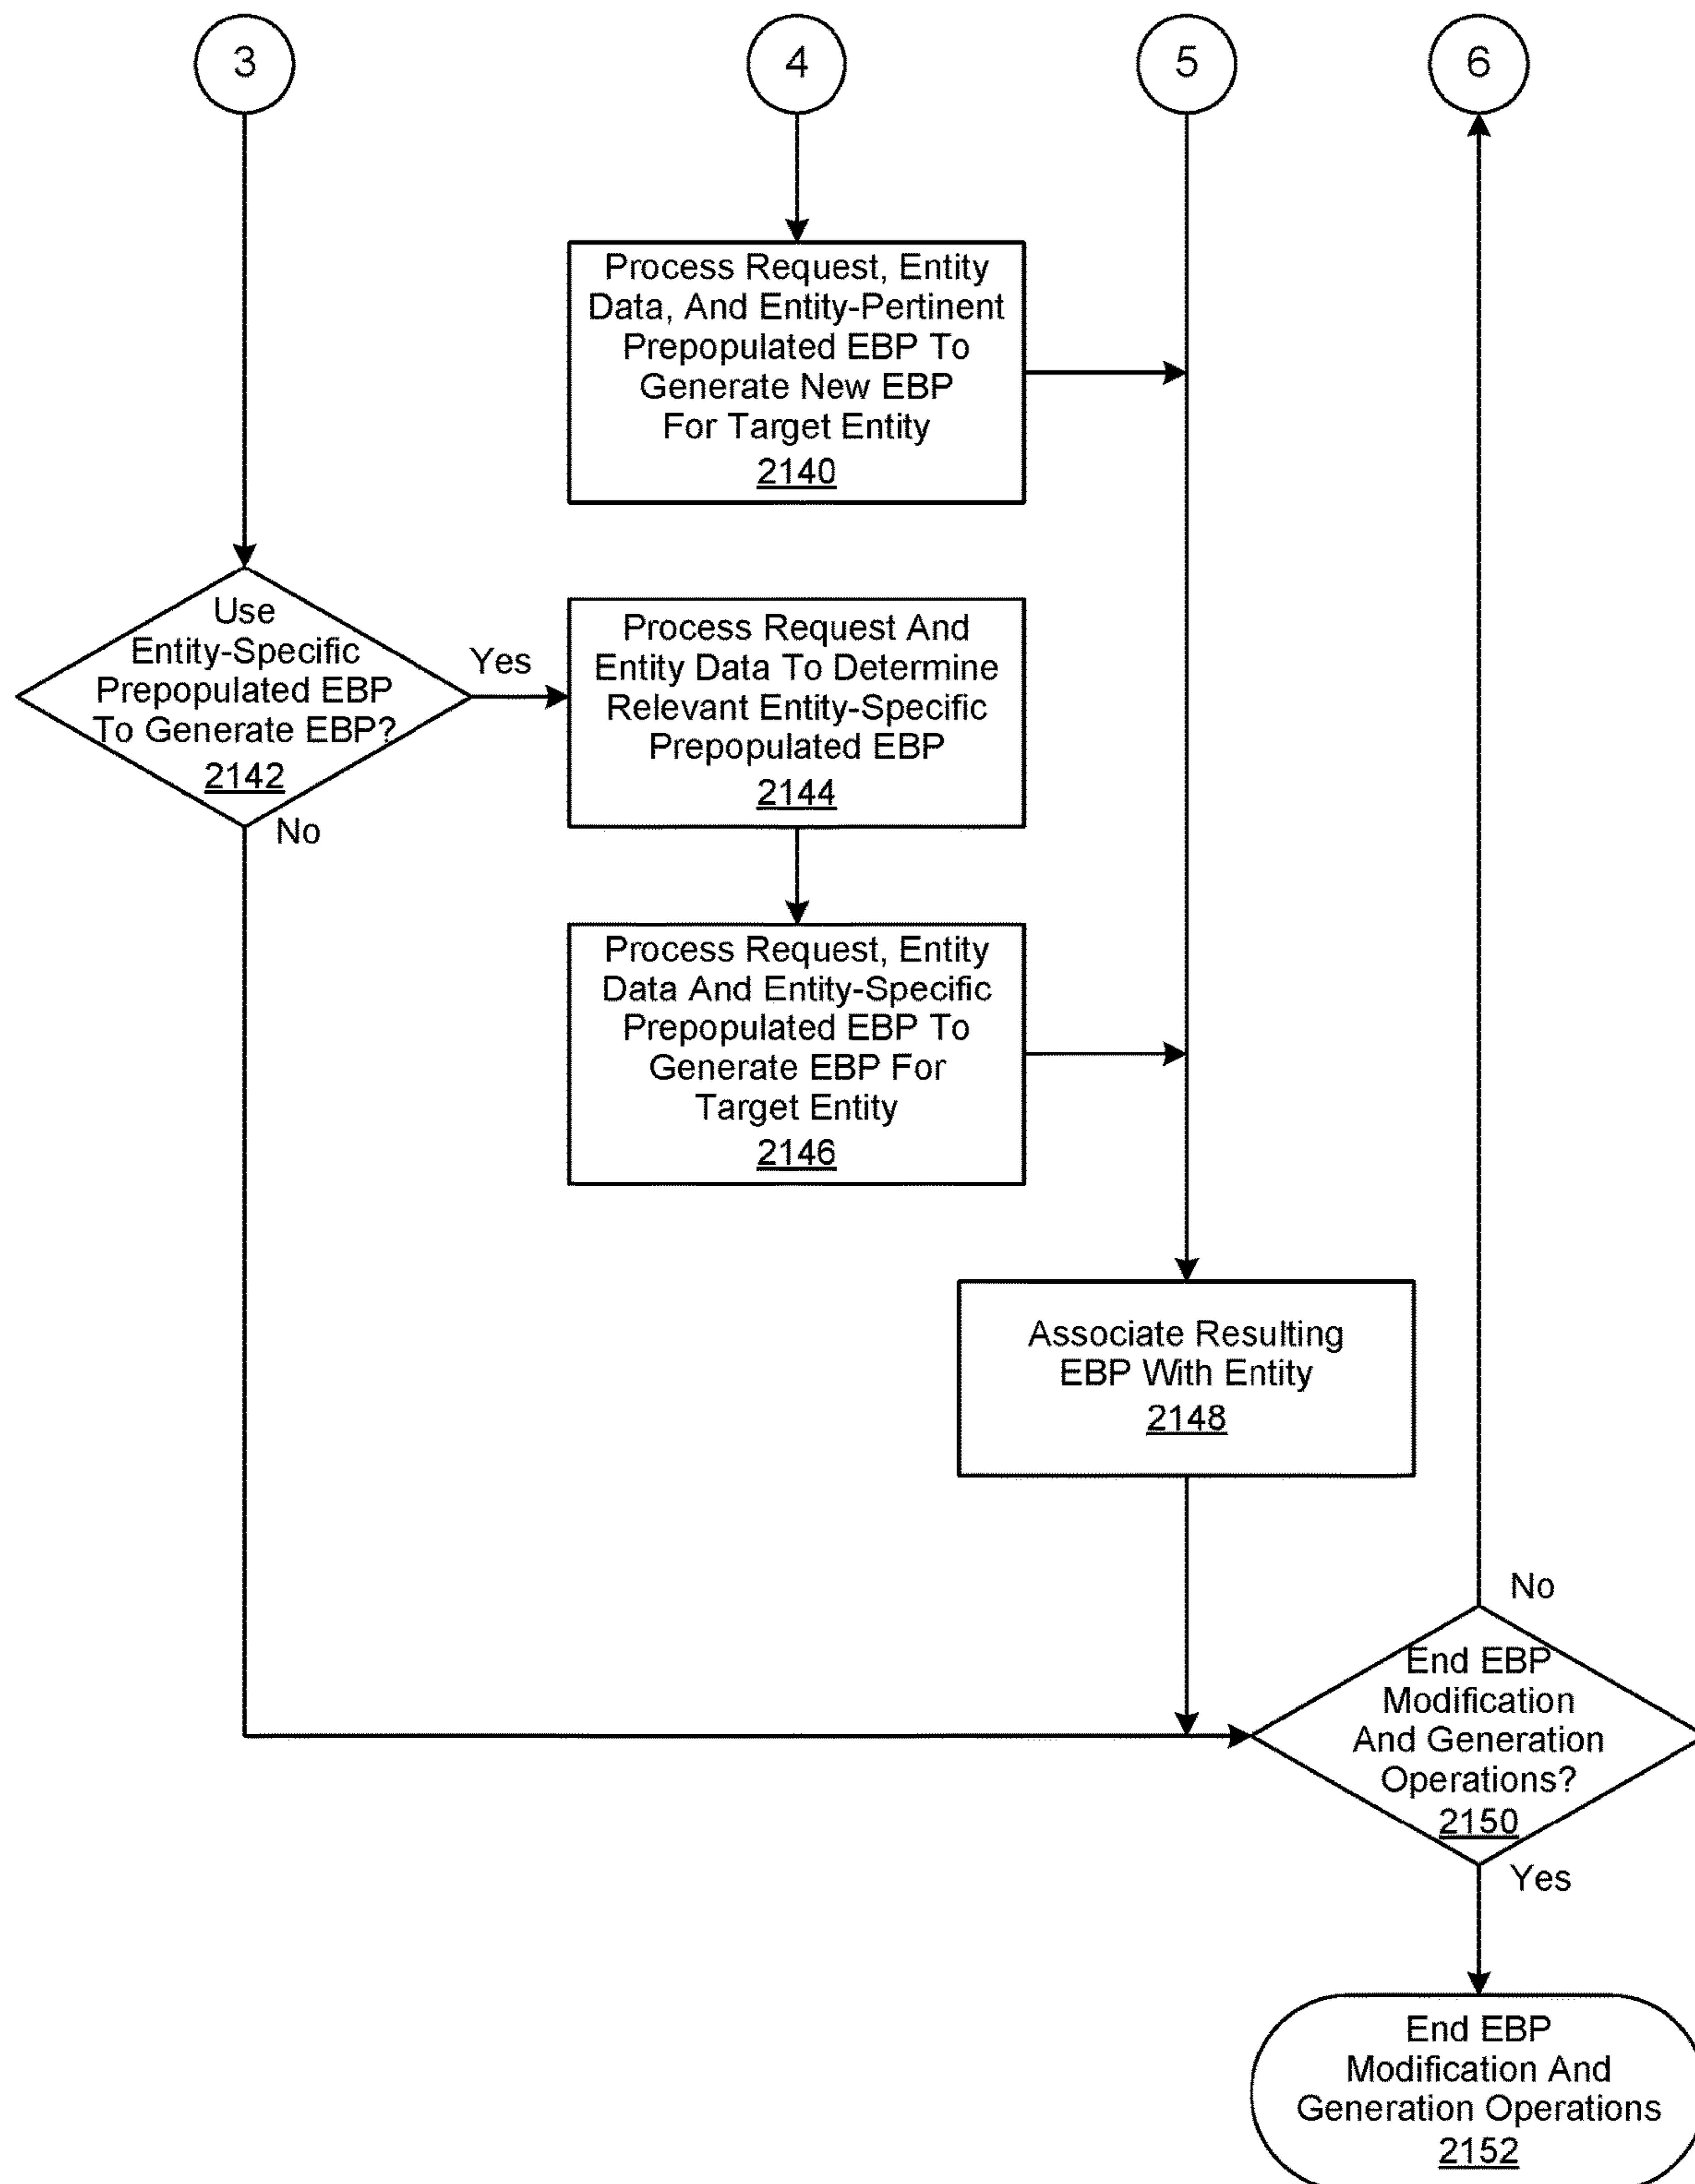 3
4
5
6
Process Request, Entity
Data, And Entity-Pertinent
Prepopulated EBP To
Generate New EBP
For Target Entity
2140
Use
Entity-Specific
Prepopulated EBP
To Generate EBP?
2142
Yes
No
Process Request And
Entity Data To Determine
Relevant Entity-Specific
Prepopulated EBP
2144
Process Request, Entity
Data And Entity-Specific
Prepopulated EBP To
Generate EBP For
Target Entity
2146
Associate Resulting
EBP With Entity
2148
No
End EBP
Modification
And Generation
Operations?
2150
Yes
End EBP
Modification And
Generation Operations
2152